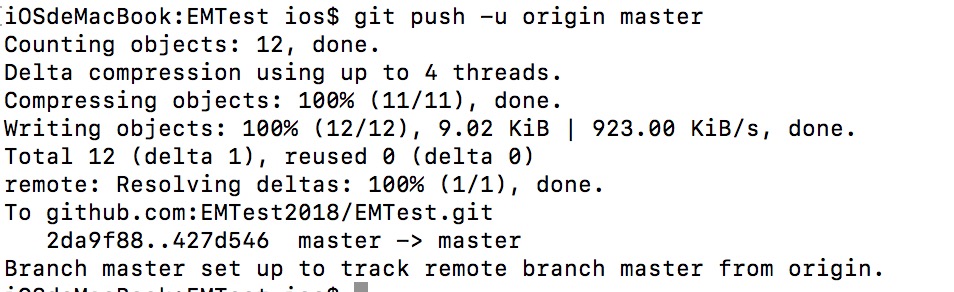 iOSdeMacBook:EMTest ios$ git push -u origin master
Counting objects: 12, done.
Delta compression using up to 4 threads.
Compressing objects: 100% (11/11), done.
Writing objects: 100% (12/12), 9.02 KiB | 923.00 KiB/s, done.
Total 12 (delta 1), reused 0 (delta 0)
remote: Resolving deltas: 100% (1/1), done.
To github.com:EMTest2018/EMTest.git
   2da9f88..427d546  master -> master
Branch master set up to track remote branch master from origin.
iOSdeMacBook:EMTest ios$